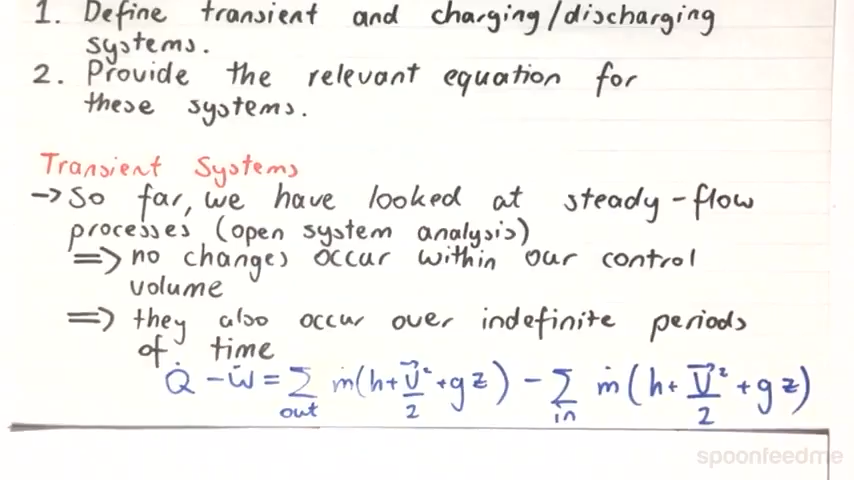 1. Define transient and charging/discharging
systems.
2. Provide the relevant equation for
these systems.
Transient Systems
→ So far, we have looked at steady-flow
processes (open system analysis)
⇒ no changes occur within our control
volume
⇒ they also occur over indefinite periods
of time
Q̇ - Ẇ = Σ_out ṁ(h + V⃗²/2 + gz) - Σ_in ṁ(h + V⃗²/2 + gz)
spoonfeedme